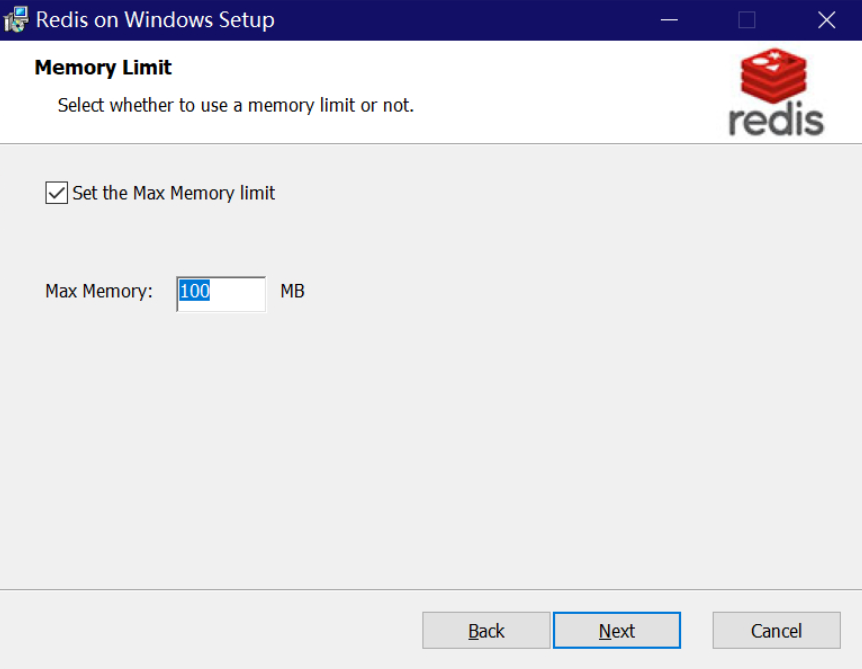 Redis on Windows Setup
Memory Limit
Select whether to use a memory limit or not.
redis
Set the Max Memory limit
Max Memory: 100 MB
Back Next Cancel